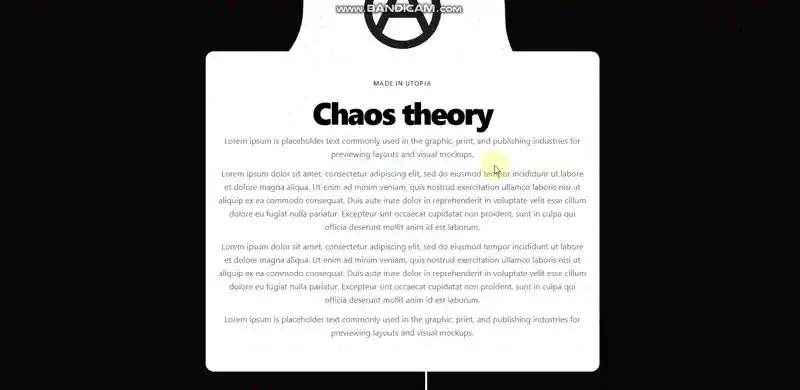 www.BANDICAM.com
MADE IN UTOPIA
Chaos theory
Lorem ipsum is placeholder text commonly used in the graphic, print, and publishing industries for
previewing layouts and visual mockups.
Lorem ipsum dolor sit amet, consectetur adipiscing elit, sed do eiusmod tempor incididunt ut labore
et dolore magna aliqua. Ut enim ad minim veniam, quis nostrud exercitation ullamco laboris nisi ut
aliquip ex ea commodo consequat. Duis aute irure dolor in reprehenderit in voluptate velit esse cillum
dolore eu fugiat nulla pariatur. Excepteur sint occaecat cupidatat non proident, sunt in culpa qui
officia deserunt mollit anim id est laborum.
Lorem ipsum dolor sit amet, consectetur adipiscing elit, sed do eiusmod tempor incididunt ut labore
et dolore magna aliqua. Ut enim ad minim veniam, quis nostrud exercitation ullamco laboris nisi ut
aliquip ex ea commodo consequat. Duis aute irure dolor in reprehenderit in voluptate velit esse cillum
dolore eu fugiat nulla pariatur. Excepteur sint occaecat cupidatat non proident, sunt in culpa qui
officia deserunt mollit anim id est laborum.
Lorem ipsum is placeholder text commonly used in the graphic, print, and publishing industries for
previewing layouts and visual mockups.